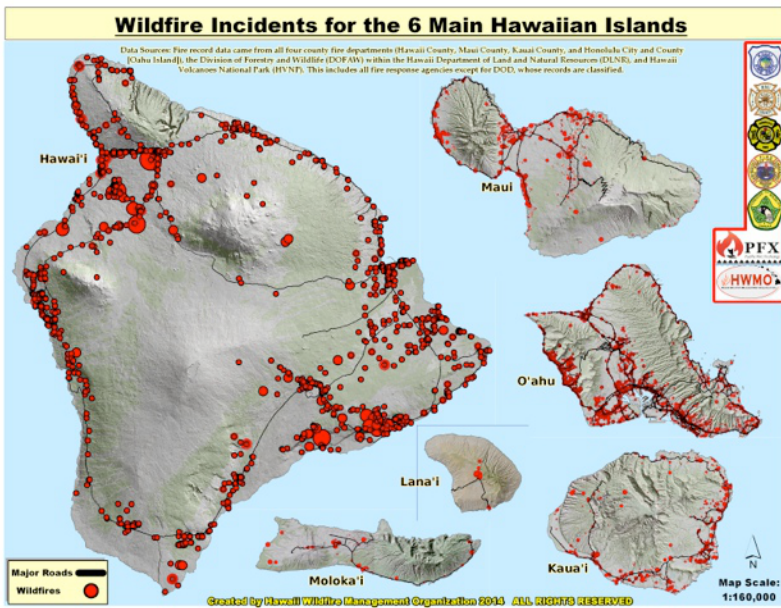 Wildfire Incidents for the 6 Main Hawaiian Islands
Data Sources: Fire record data came from all four county fire departments (Hawaii County, Maui County, Kauai County, and Honolulu City and County
[Oahu Island]), the Division of Forestry and Wildlife (DOFAW) within the Hawaii Department of Land and Natural Resources (DLNR), and Hawaii
Volcanoes National Park (HVNP). This includes all fire response agencies except for DOD, whose records are classified.
Hawai'i
Maui
PFX
HWMO
O'ahu
Lana'i
Moloka'i
Kaua'i
N
Major Roads
Wildfires
Map Scale:
1:160,000
Created by Hawaii Wildfire Management Organization 2014 ALL RIGHTS RESERVED